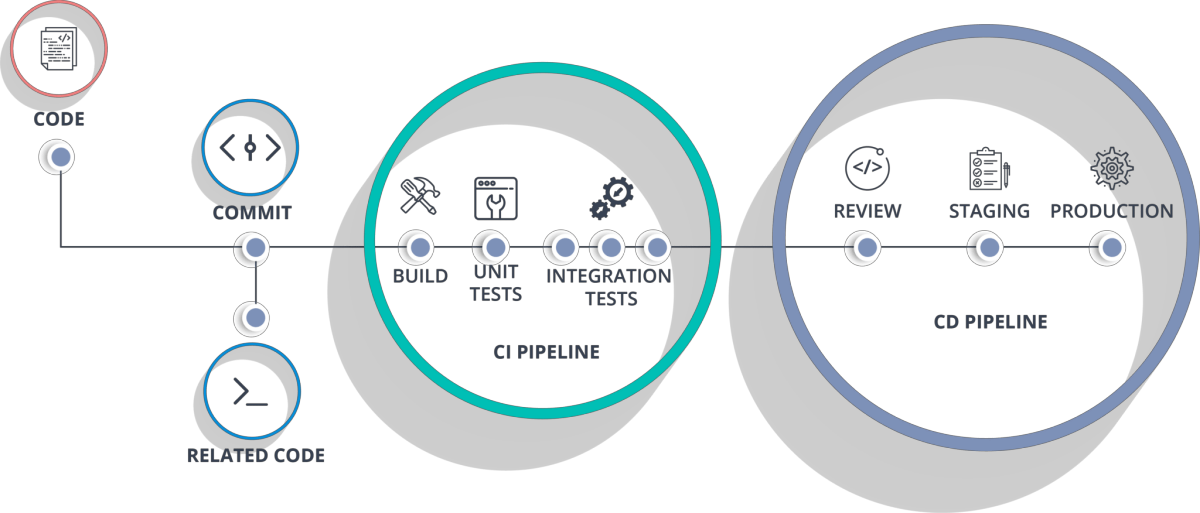 CODE
COMMIT
RELATED CODE
BUILD
UNIT
TESTS
INTEGRATION
TESTS
CI PIPELINE
REVIEW
STAGING
PRODUCTION
CD PIPELINE